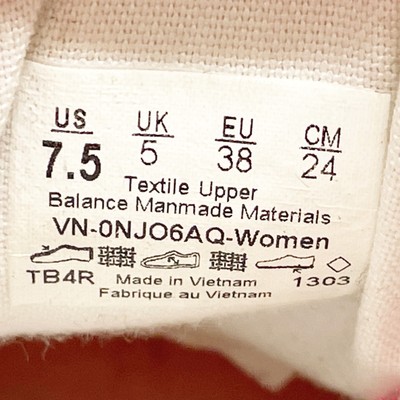 US UK EU CM
7.5 5 38 24
Textile Upper
Balance Manmade Materials
VN-0NJO6AQ-Women
TB4R Made in Vietnam 1303
Fabrique au Vietnam